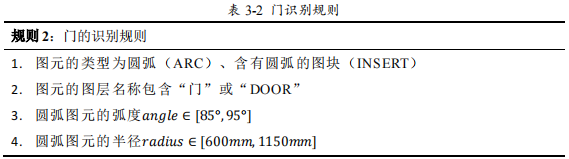 表 3-2 门识别规则
规则 2：门的识别规则
1. 图元的类型为圆弧（ARC）、含有圆弧的图块（INSERT）
2. 图元的图层名称包含“门”或“DOOR”
3. 圆弧图元的弧度angle ∈ [85°, 95°]
4. 圆弧图元的半径radius ∈ [600mm, 1150mm]